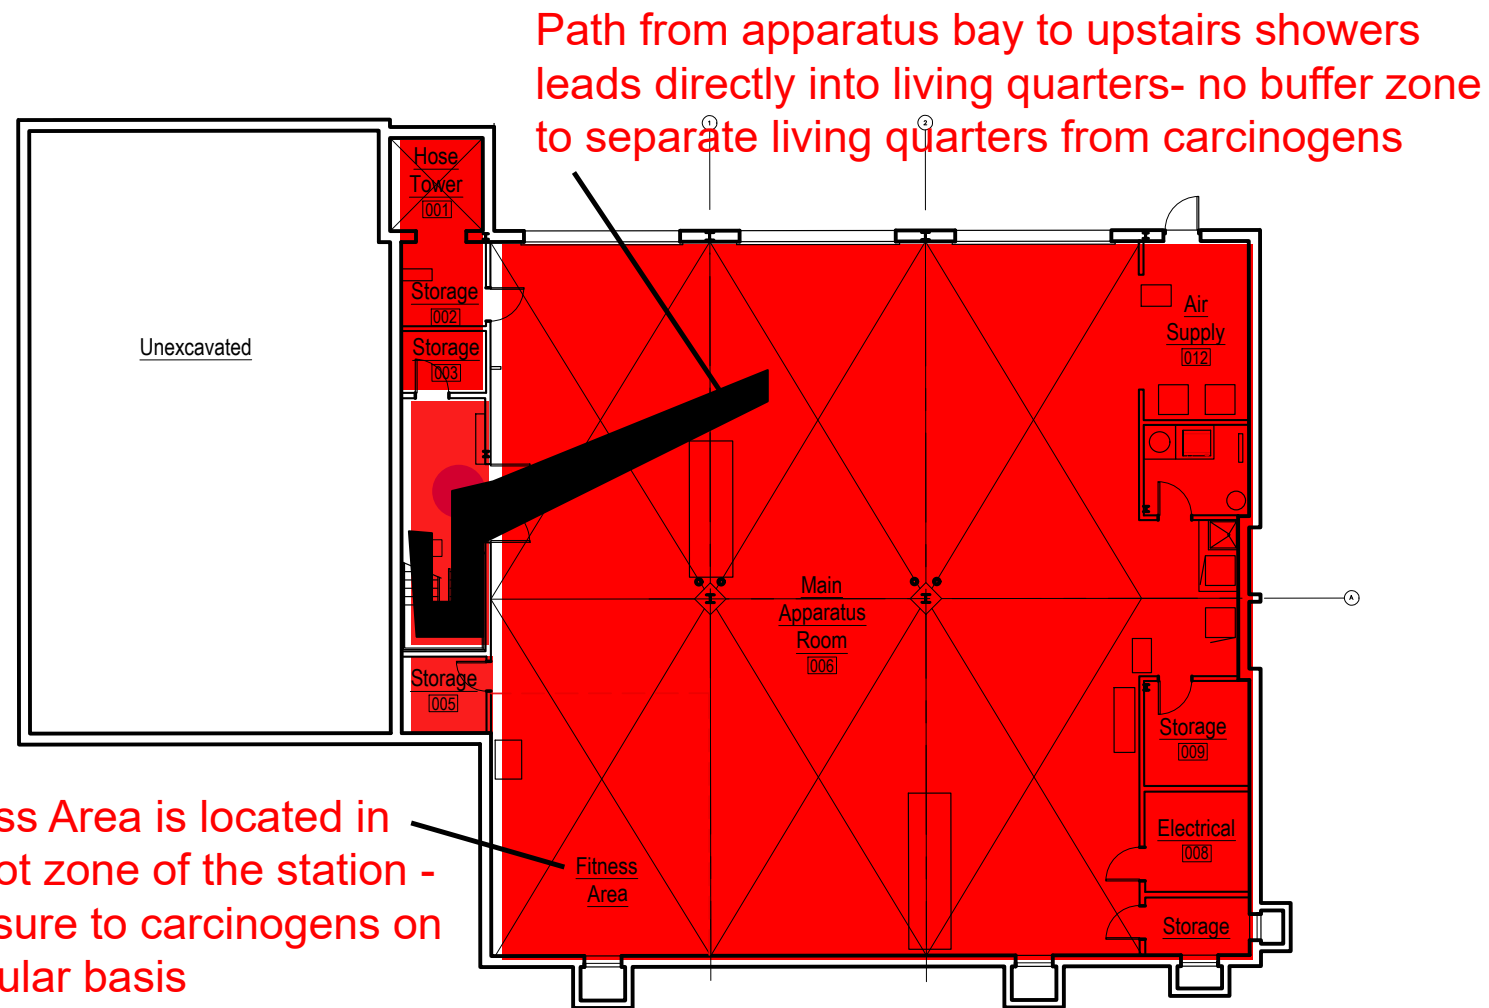 Path from apparatus bay to upstairs showers
leads directly into living quarters- no buffer zone
to separate living quarters from carcinogens
1
2
Hose
Tower
001
Storage
002
Storage
003
Unexcavated
Air
Supply
012
Main
Apparatus
Room
006
A
Storage
005
Storage
009
Electrical
008
Storage
Fitness
Area
ss Area is located in
ot zone of the station -
sure to carcinogens on
ular basis